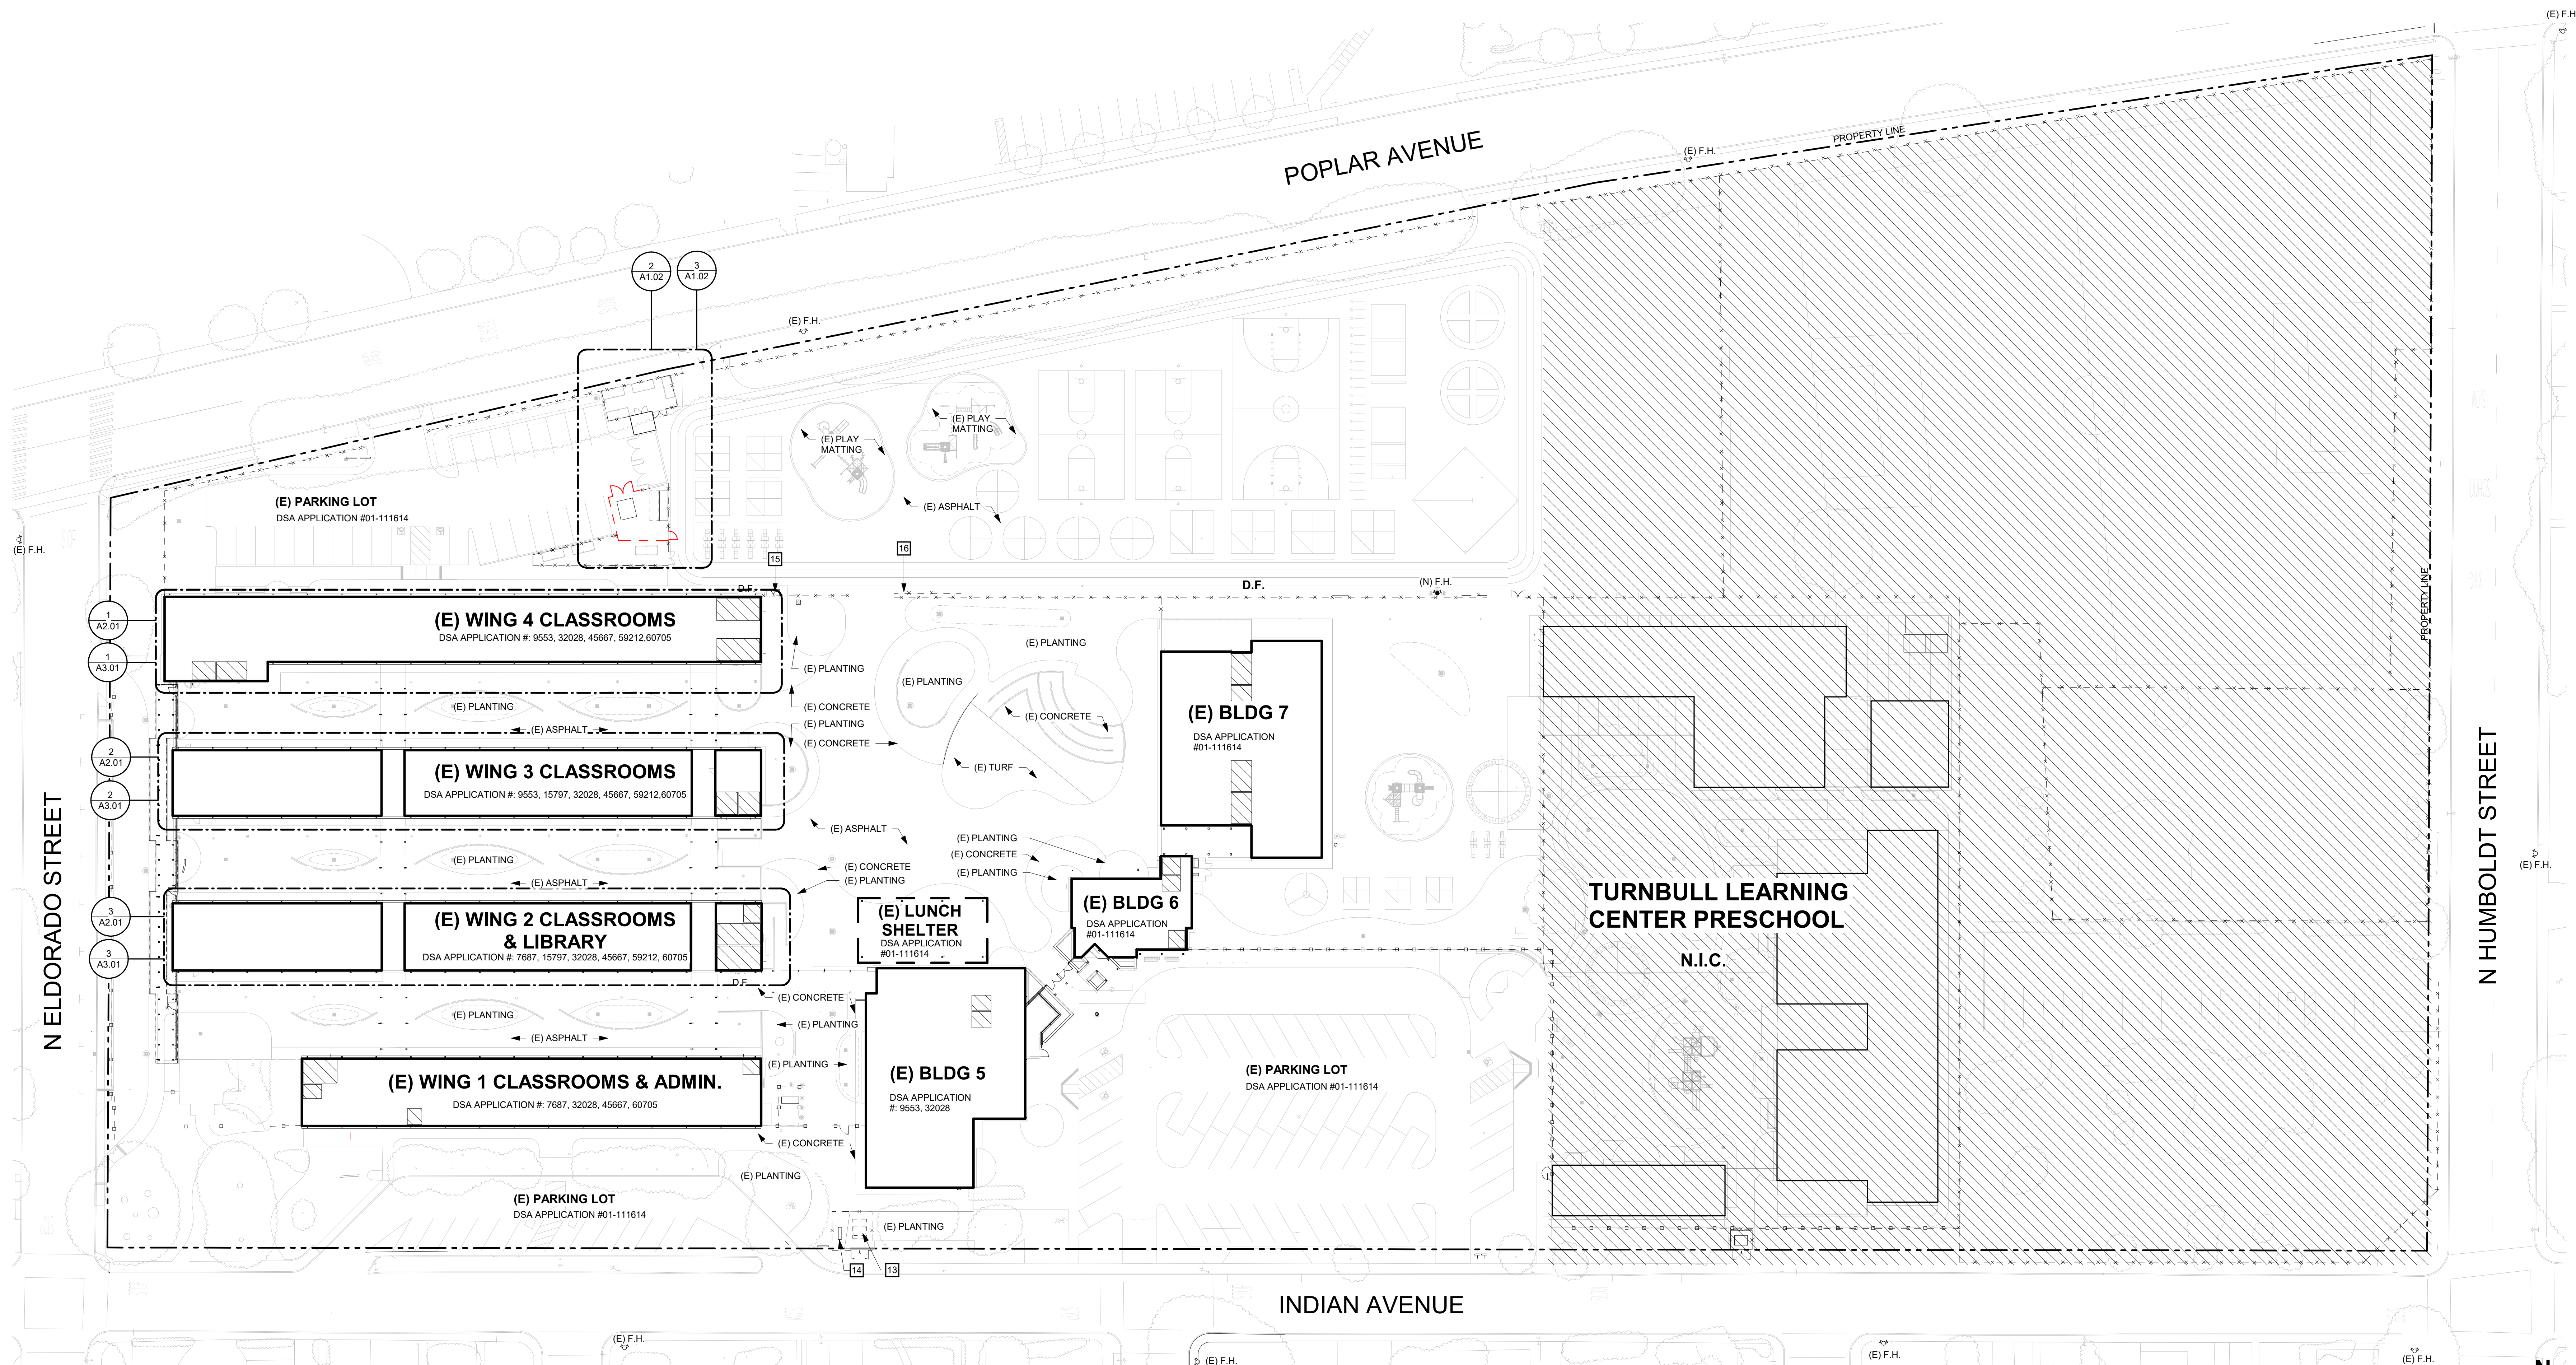 (E) F.H.
POPLAR AVENUE
PROPERTY LINE
(E) F.H.
2
A1.02
3
A1.02
(E) F.H.
(E) PLAY
MATTING
(E) PLAY
MATTING
(E) ASPHALT
(E) PARKING LOT
DSA APPLICATION #01-111614
(E) F.H.
15
16
D.F.
D.F.
(N) F.H.
PROPERTY LINE
1
A2.01
1
A3.01
(E) WING 4 CLASSROOMS
DSA APPLICATION #: 9553, 32028, 45667, 59212,60705
(E) PLANTING
(E) PLANTING
(E) PLANTING
(E) PLANTING
(E) CONCRETE
(E) CONCRETE
(E) PLANTING
(E) CONCRETE
(E) ASPHALT
(E) TURF
(E) BLDG 7
DSA APPLICATION
#01-111614
2
A2.01
2
A3.01
(E) WING 3 CLASSROOMS
DSA APPLICATION #: 9553, 15797, 32028, 45667, 59212,60705
(E) ASPHALT
(E) PLANTING
(E) CONCRETE
(E) PLANTING
(E) PLANTING
(E) CONCRETE
(E) PLANTING
(E) ASPHALT
N ELDORADO STREET
N HUMBOLDT STREET
(E) F.H.
3
A2.01
3
A3.01
(E) WING 2 CLASSROOMS
& LIBRARY
DSA APPLICATION #: 7687, 15797, 32028, 45667, 59212, 60705
D.F.
(E) LUNCH
SHELTER
DSA APPLICATION
#01-111614
(E) BLDG 6
DSA APPLICATION
#01-111614
TURNBULL LEARNING
CENTER PRESCHOOL
N.I.C.
(E) CONCRETE
(E) PLANTING
(E) PLANTING
(E) ASPHALT
(E) PLANTING
(E) WING 1 CLASSROOMS & ADMIN.
DSA APPLICATION #: 7687, 32028, 45667, 60705
(E) BLDG 5
DSA APPLICATION
#: 9553, 32028
(E) PARKING LOT
DSA APPLICATION #01-111614
(E) CONCRETE
(E) PLANTING
(E) PARKING LOT
DSA APPLICATION #01-111614
(E) PLANTING
14
13
INDIAN AVENUE
(E) F.H.
(E) F.H.
(E) F.H.
(E) F.H.